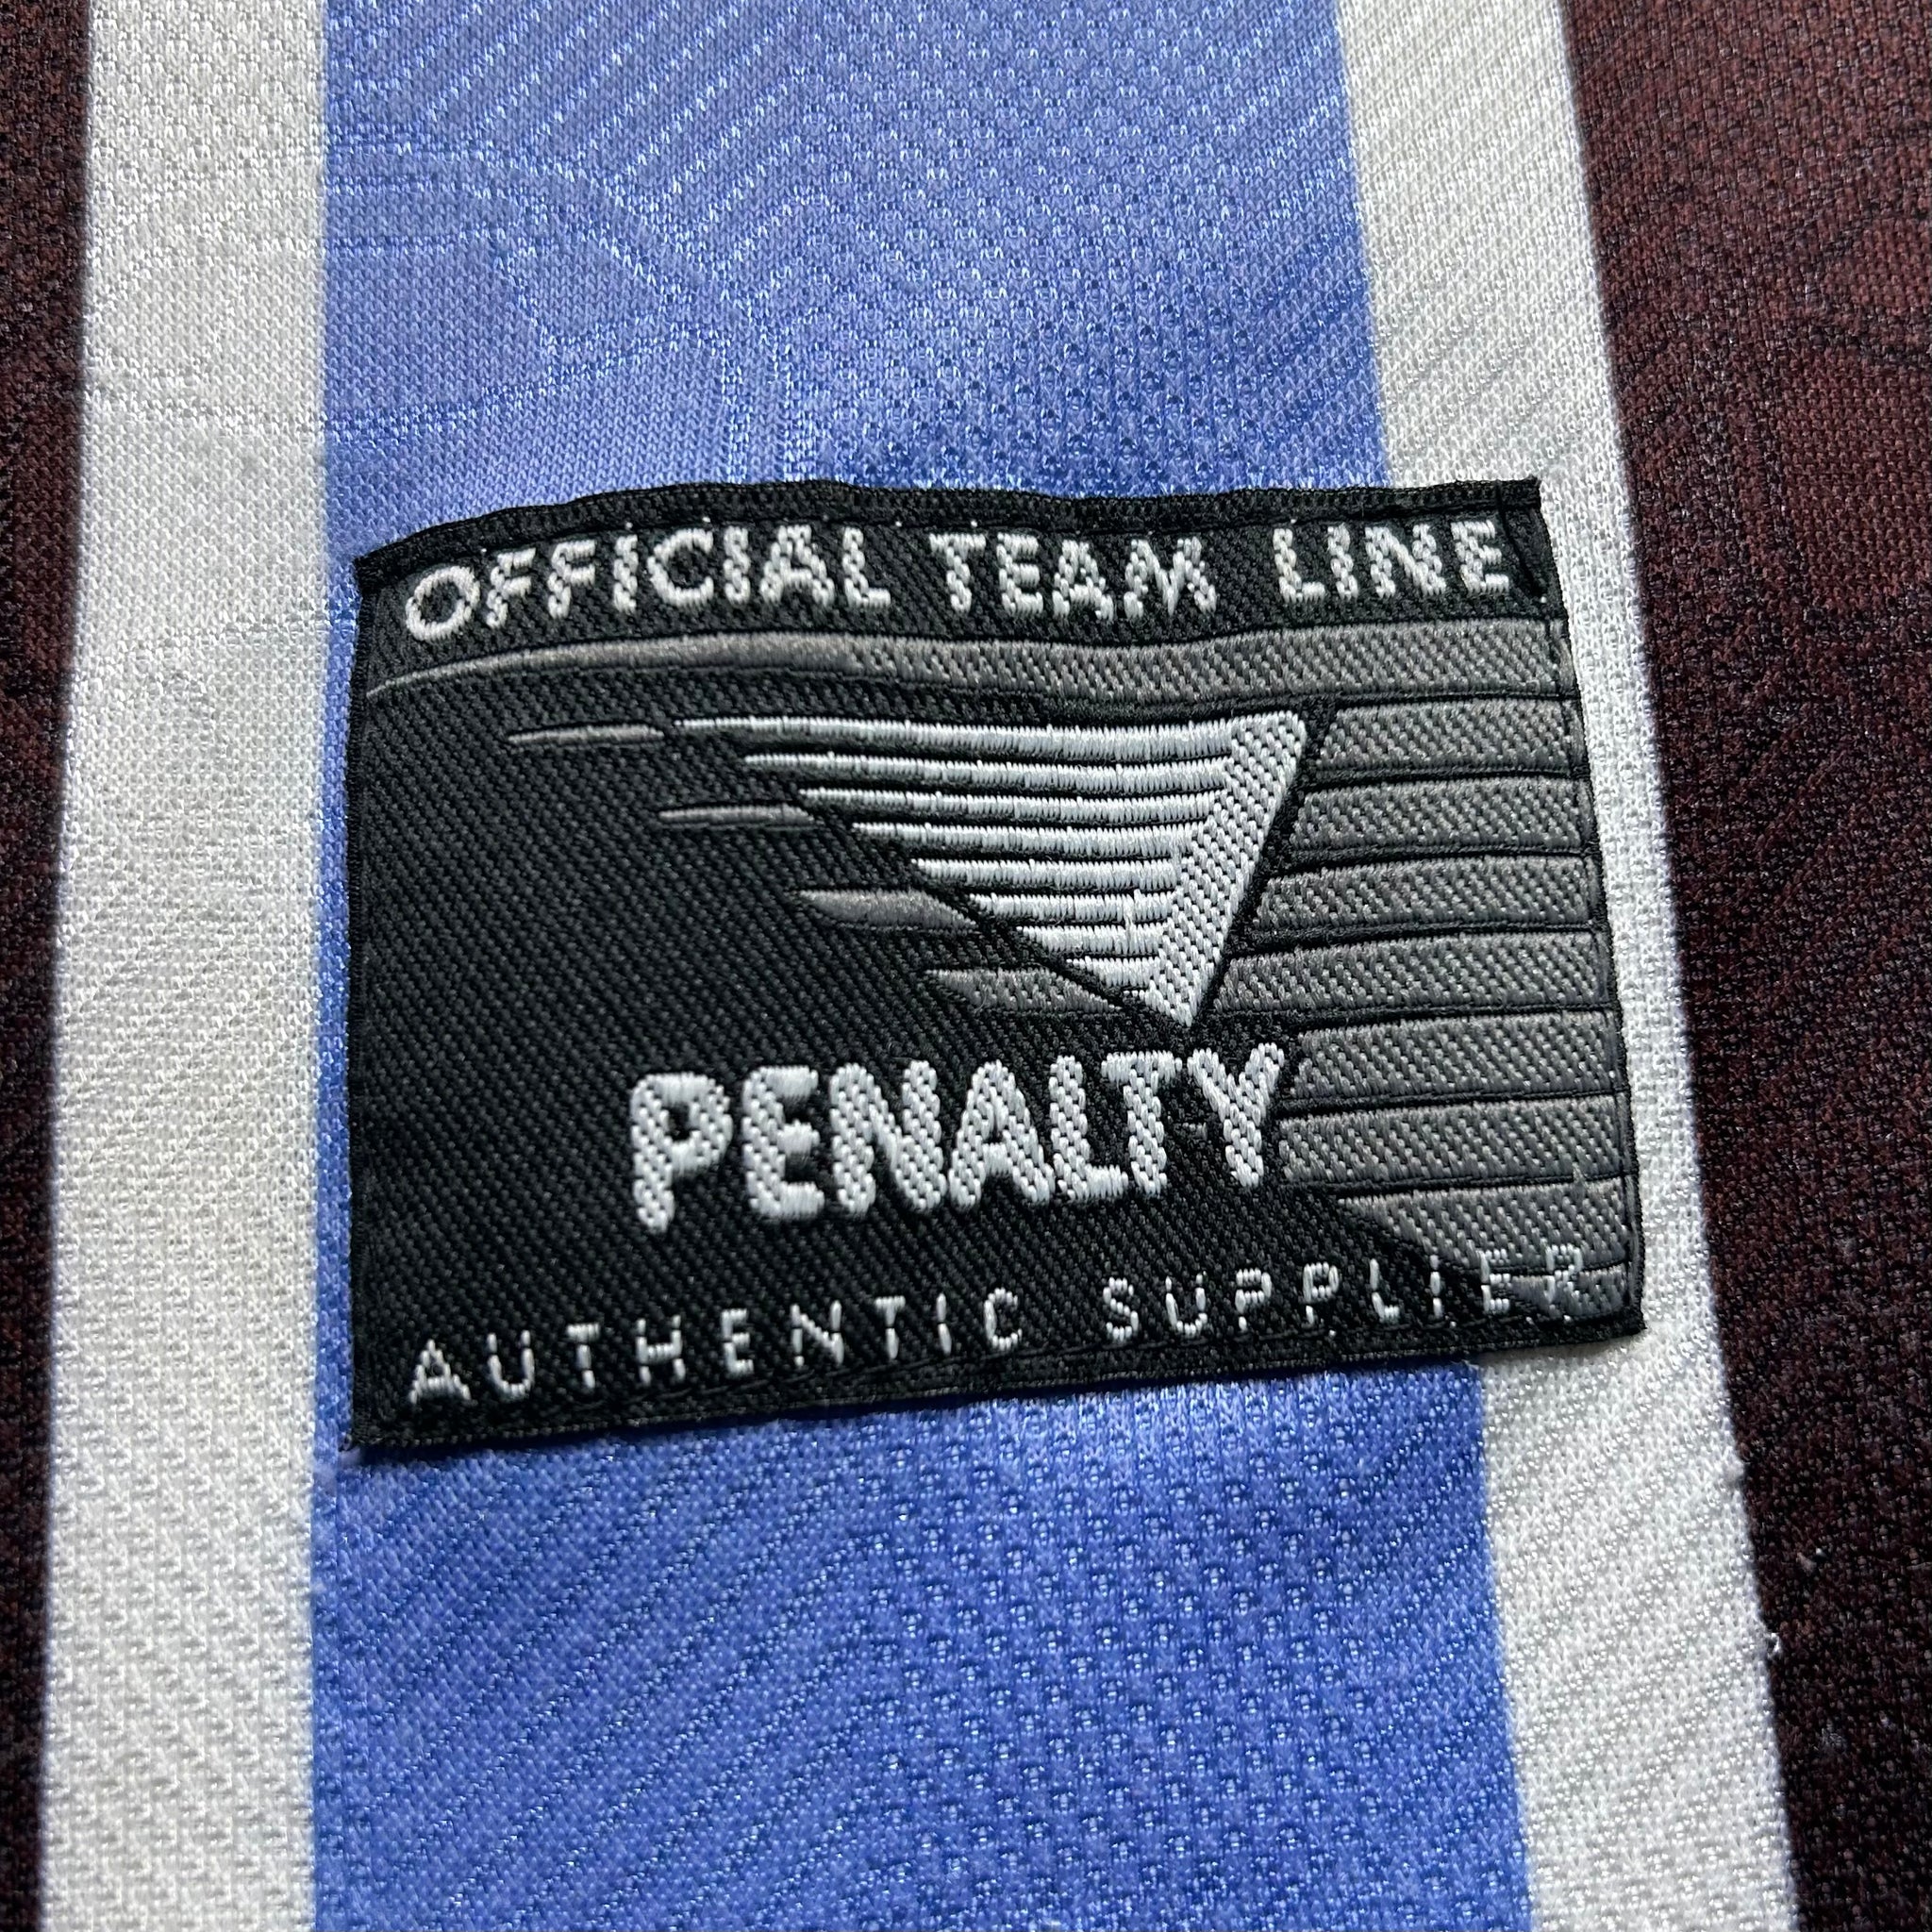 OFFICIAL TEAM LINE
PENALTY
AUTHENTIC SUPPLIER